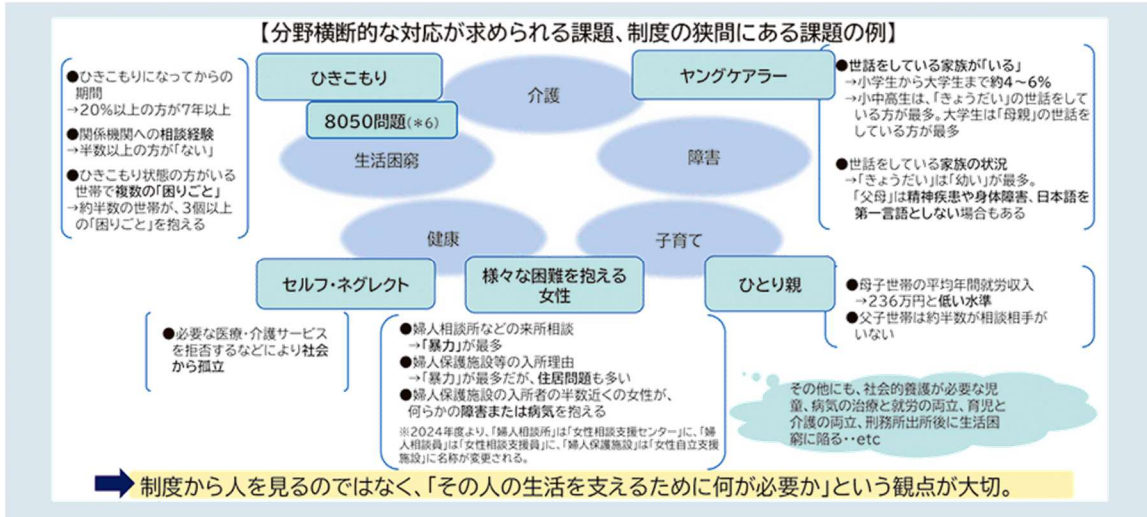 【分野横断的な対応が求められる課題、制度の狭間にある課題の例】
ひきこもり
8050問題(*6)
介護
ヤングケアラー
生活困窮
障害
健康
子育て
セルフ・ネグレクト
様々な困難を抱える
女性
ひとり親
●ひきこもりになってからの
期間
→20%以上の方が7年以上
●関係機関への相談経験
→半数以上の方が「ない」
●ひきこもり状態の方がいる
世帯で複数の「困りごと」
→約半数の世帯が、3個以上
の「困りごと」を抱える
●世話をしている家族が「いる」
→小学生から大学生まで約4~6%
→小中高生は、「きょうだい」の世話をして
いる方が最多。大学生は「母親」の世話を
している方が最多
●世話をしている家族の状況
→「きょうだい」は「幼い」が最多。
「父母」は精神疾患や身体障害、日本語を
第一言語としない場合もある
●必要な医療・介護サービス
を拒否するなどにより社会
から孤立
●婦人相談所などの来所相談
→「暴力」が最多
●婦人保護施設等の入所理由
→「暴力」が最多だが、住居問題も多い
●婦人保護施設の入所者の半数近くの女性が、
何らかの障害または病気を抱える
※2024年度より、「婦人相談所」は「女性相談支援センター」に、「婦
人相談員」は「女性相談支援員」に、「婦人保護施設」は「女性自立支援
施設」に名称が変更される。
●母子世帯の平均年間就労収入
→236万円と低い水準
●父子世帯は約半数が相談相手が
いない
その他にも、社会的養護が必要な児
童、病気の治療と就労の両立、育児と
介護の両立、刑務所出所後に生活困
窮に陥る‥etc
制度から人を見るのではなく、「その人の生活を支えるために何が必要か」という観点が大切。